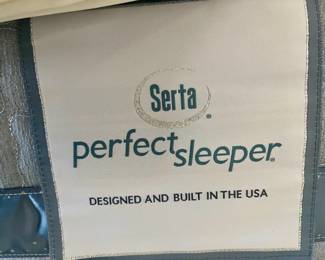 Serta®
perfect sleeper®
DESIGNED AND BUILT IN THE USA